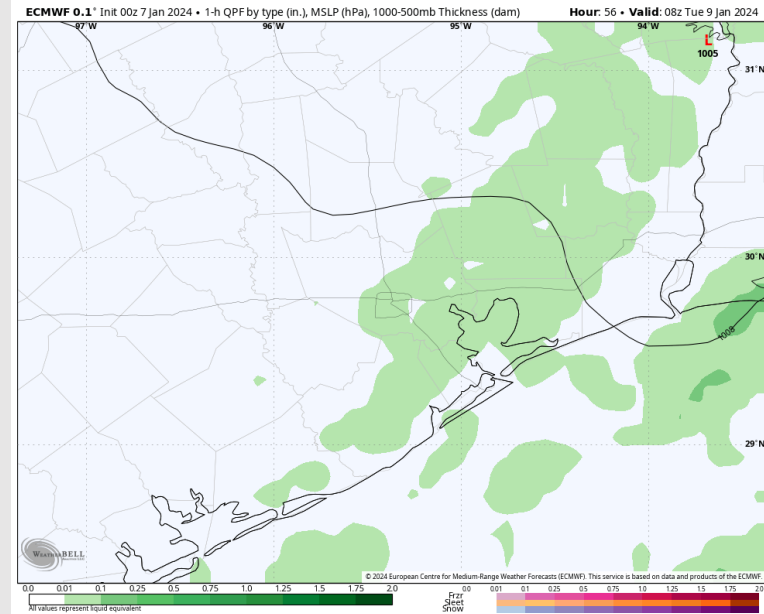 ECMWF 0.1° Init 00z 7 Jan 2024 • 1-h QPF by type (in.), MSLP (hPa), 1000-500mb Thickness (dam) Hour: 56 • Valid: 08z Tue 9 Jan 2024
97°W 96°W 95°W 94°W
L
1005
31°N
30°N
1008
29°N
WEATHERBELL
© 2024 European Centre for Medium-Range Weather Forecasts (ECMWF). This service is based on data and products of the ECMWF.
0.0 0.01 0.1 0.25 0.5 0.75 1.0 1.25 1.5 1.75 2.0 0.0 0.01 0.1 0.25 0.5 0.75 1.0 1.25 1.5 1.75 2.0
Frzr
Sleet
Snow
All values represent liquid equivalent